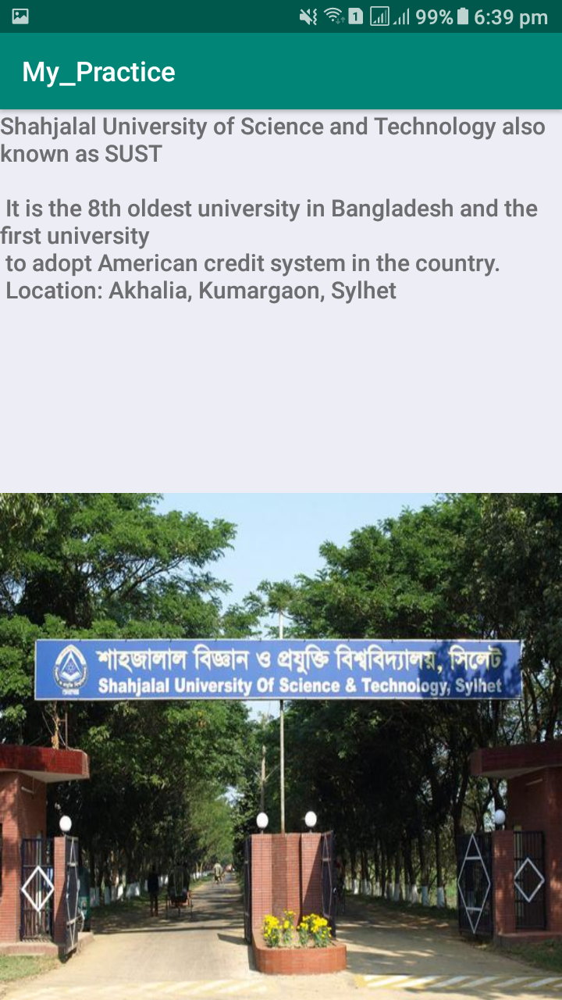 1 99% 6:39 pm
My_Practice
Shahjalal University of Science and Technology also
known as SUST
It is the 8th oldest university in Bangladesh and the
first university
to adopt American credit system in the country.
Location: Akhalia, Kumargaon, Sylhet
শাহজালাল বিজ্ঞান ও প্রযুক্তি বিশ্ববিদ্যালয়, সিলেট
Shahjalal University Of Science & Technology, Sylhet